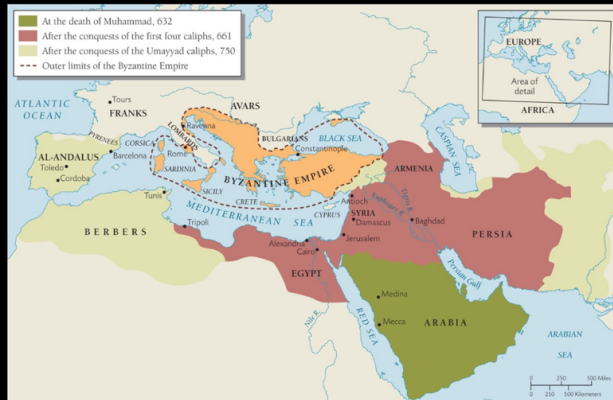 At the death of Muhammad, 632
After the conquests of the first four caliphs, 661
After the conquests of the Umayyad caliphs, 750
Outer limits of the Byzantine Empire
EUROPE
Area of
detail
AFRICA
ATLANTIC
OCEAN
Tours
FRANKS
AVARS
LOMBARDS
Ravenna
BULGARIANS
BLACK SEA
CASPIAN SEA
PYRENEES
CORSICA
Rome
Constantinople
AL-ANDALUS
Barcelona
Toledo
Cordoba
SARDINIA
BYZANTINE EMPIRE
ARMENIA
SICILY
Tunis
CRETE
CYPRUS
Antioch
SYRIA
Euphrates R.
Tigris R.
MEDITERRANEAN SEA
Damascus
Baghdad
BERBERS
Tripoli
Jerusalem
PERSIA
Alexandria
Cairo
EGYPT
Persian Gulf
Nile R.
RED SEA
Medina
Mecca
ARABIA
ARABIAN
SEA
0 250 500 Miles
0 250 500 Kilometers